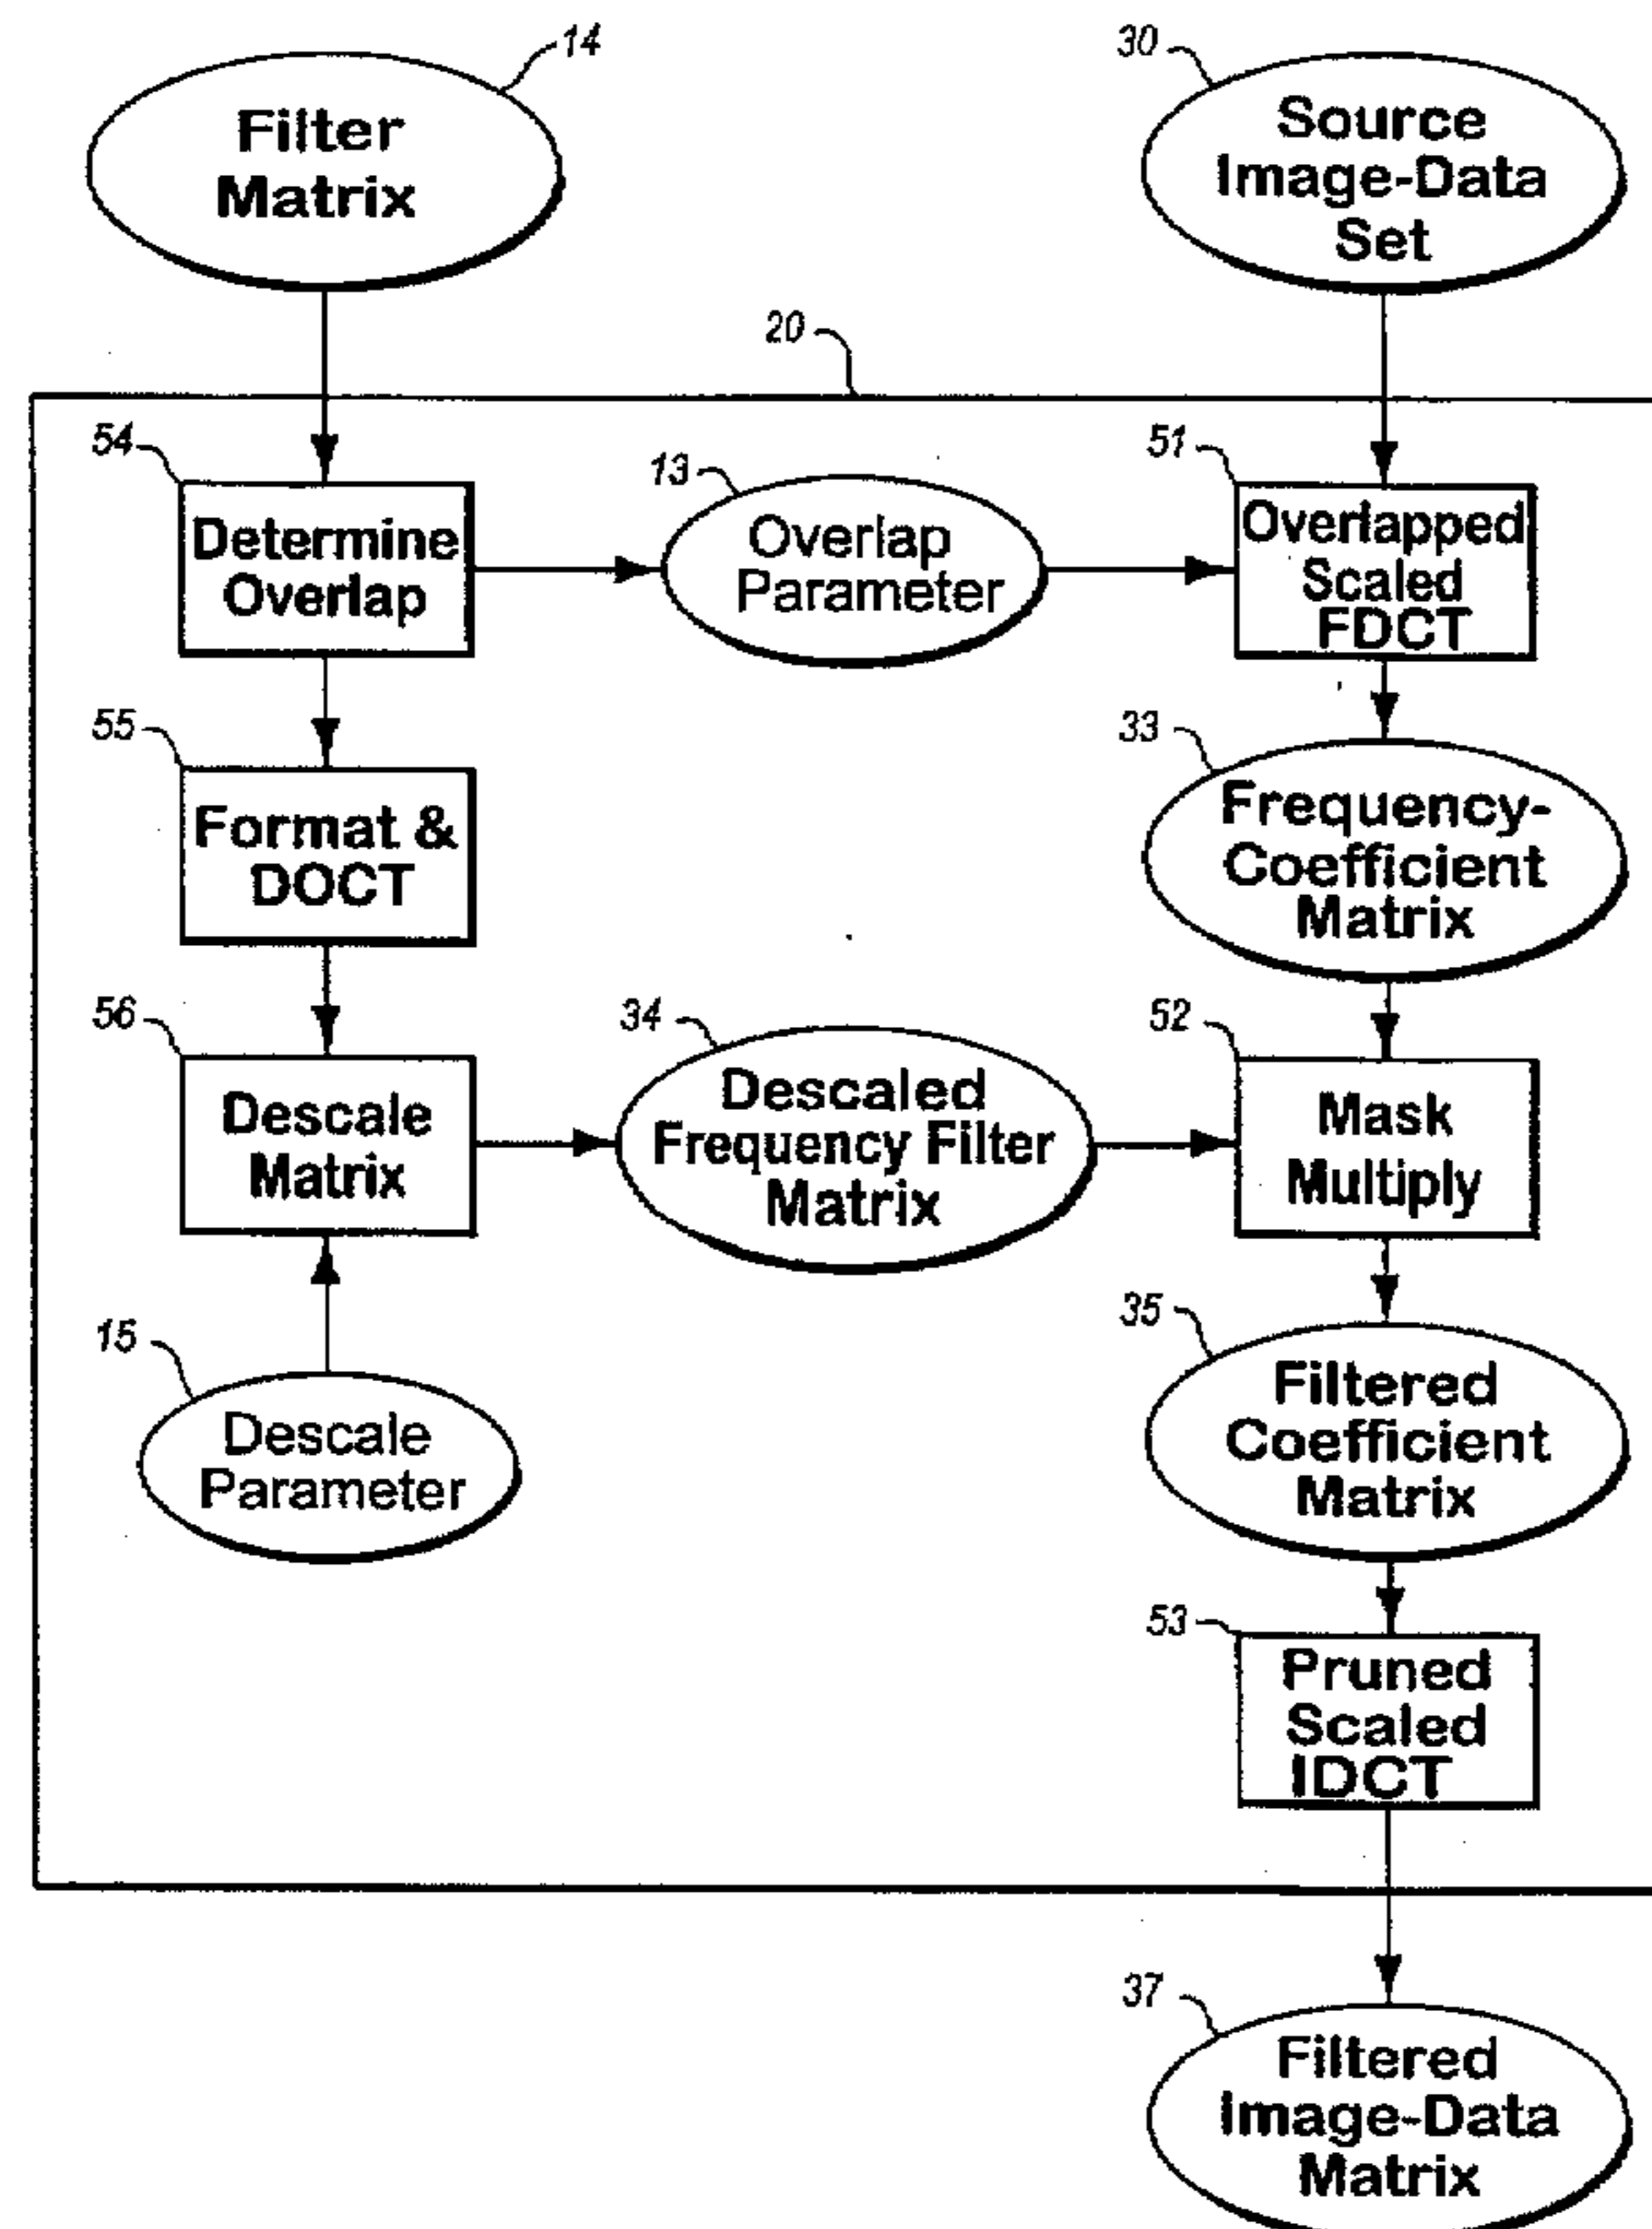 14
Filter
Matrix
30
Source
Image-Data
Set
20
54
Determine
Overlap
13
Overlap
Parameter
51
Overlapped
Scaled
FDCT
55
Format &
DOCT
33
Frequency-
Coefficient
Matrix
56
Descale
Matrix
34
Descaled
Frequency Filter
Matrix
52
Mask
Multiply
15
Descale
Parameter
35
Filtered
Coefficient
Matrix
53
Pruned
Scaled
IDCT
37
Filtered
Image-Data
Matrix